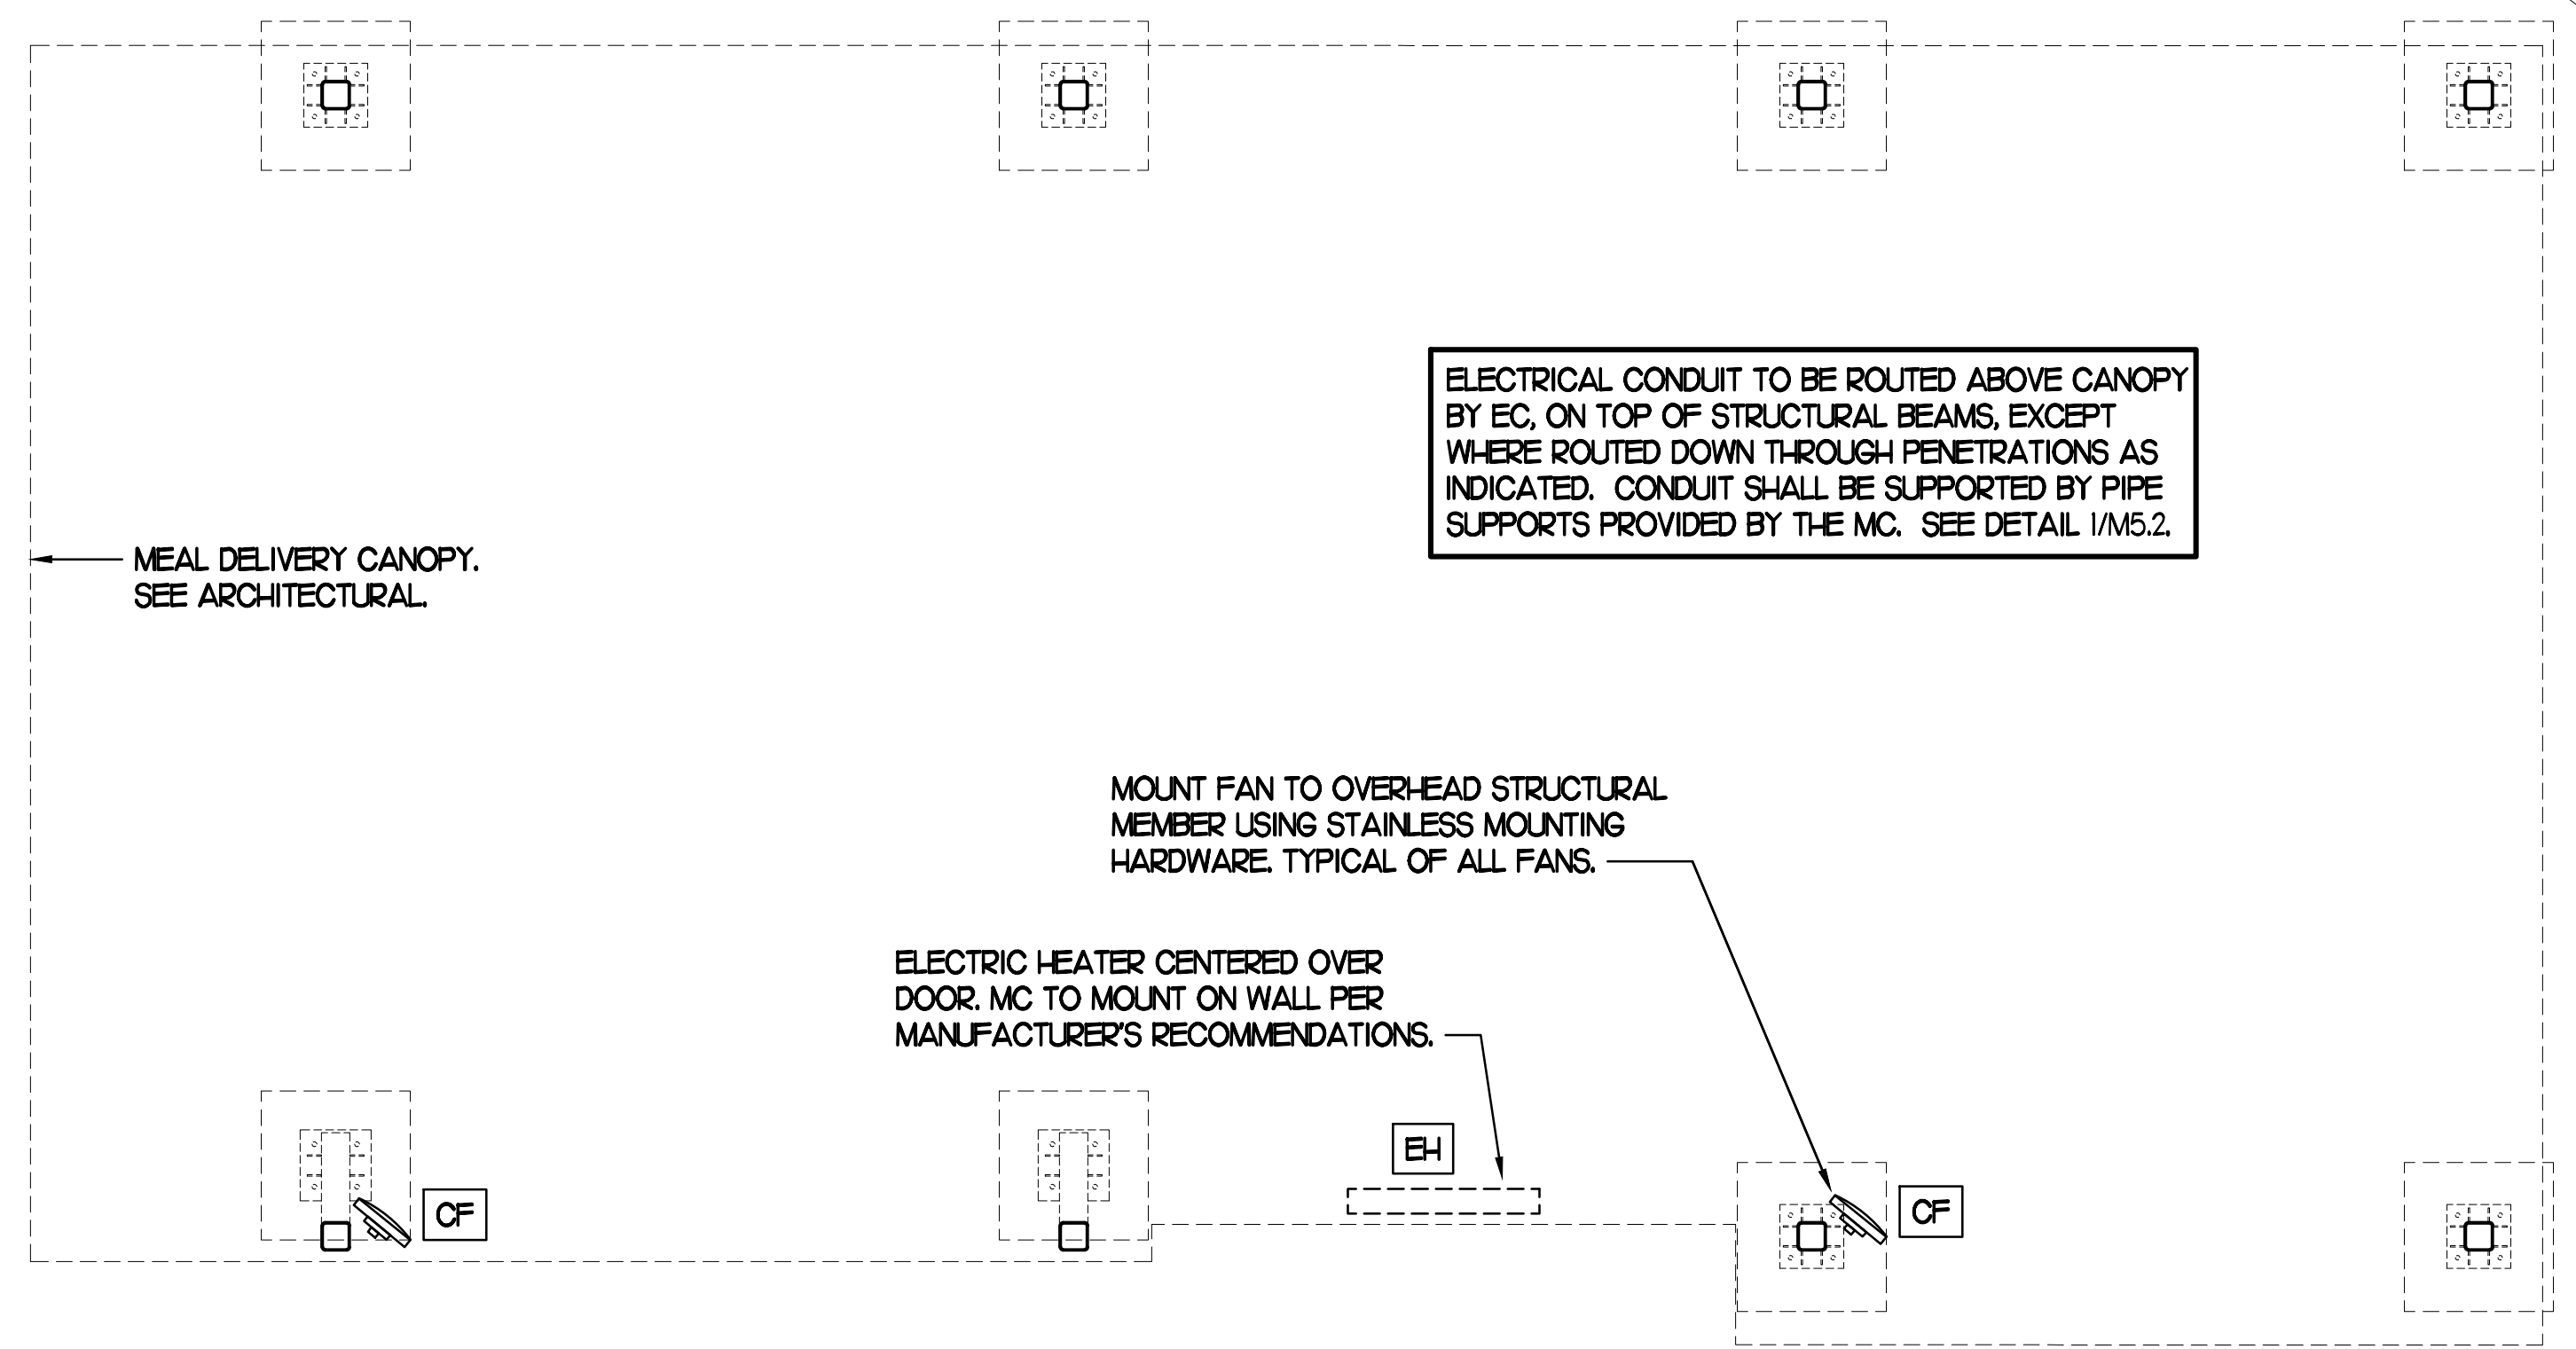 ELECTRICAL CONDUIT TO BE ROUTED ABOVE CANOPY
BY EC, ON TOP OF STRUCTURAL BEAMS, EXCEPT
WHERE ROUTED DOWN THROUGH PENETRATIONS AS
INDICATED. CONDUIT SHALL BE SUPPORTED BY PIPE
SUPPORTS PROVIDED BY THE MC. SEE DETAIL 1/M5.2.
MEAL DELIVERY CANOPY.
SEE ARCHITECTURAL.
MOUNT FAN TO OVERHEAD STRUCTURAL
MEMBER USING STAINLESS MOUNTING
HARDWARE. TYPICAL OF ALL FANS.
ELECTRIC HEATER CENTERED OVER
DOOR. MC TO MOUNT ON WALL PER
MANUFACTURER'S RECOMMENDATIONS.
EH
CF
CF